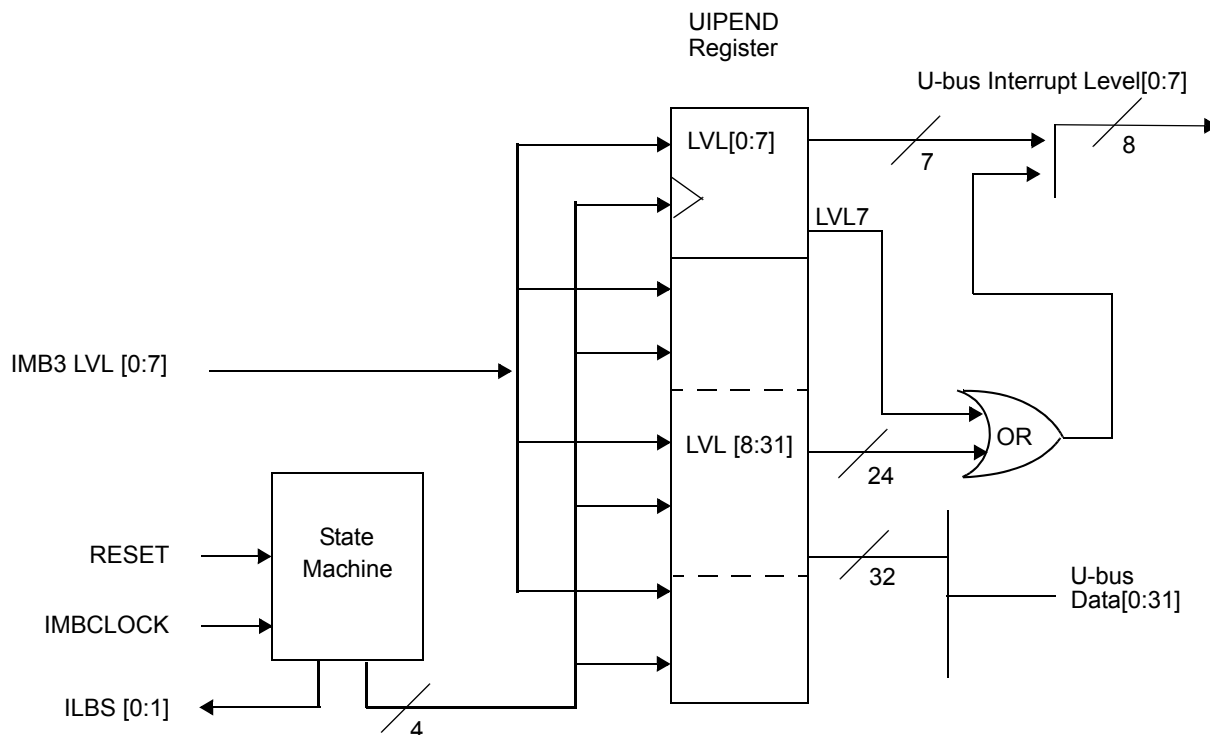 UIPEND
Register
U-bus Interrupt Level[0:7]
LVL[0:7]
7
8
LVL7
IMB3 LVL [0:7]
LVL [8:31]
OR
24
State
Machine
RESET
32
U-bus
Data[0:31]
IMBCLOCK
ILBS [0:1]
4